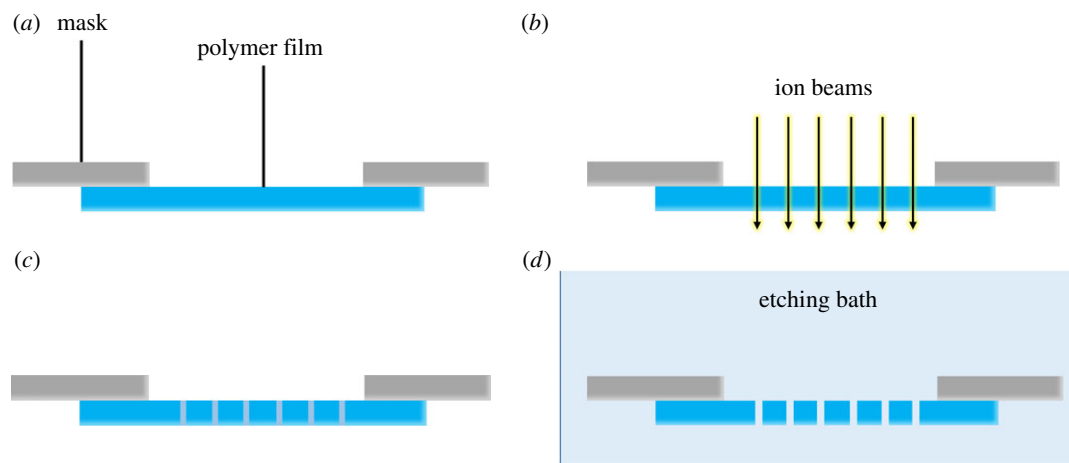 (a) mask
polymer film
(b)
ion beams
(c)
(d)
etching bath